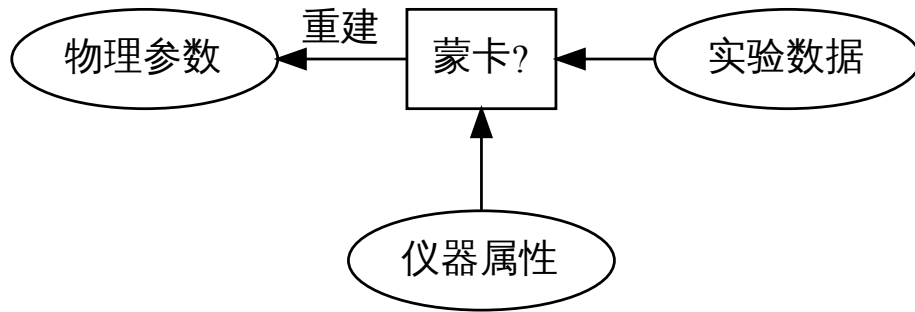 重建
物理参数
蒙卡?
实验数据
仪器属性